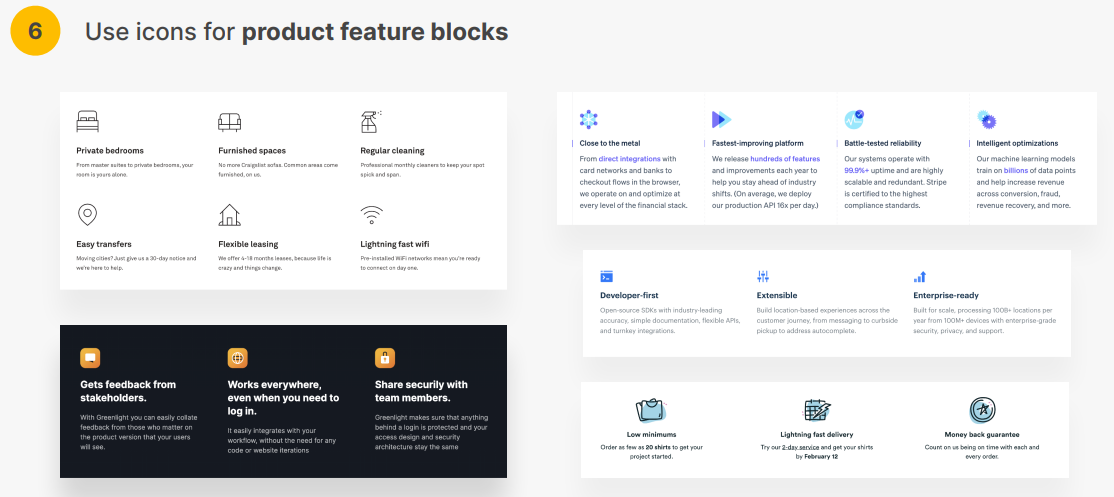 6
Use icons for product feature blocks
Private bedrooms
From master suites to private bedrooms, your
room is yours alone.
Furnished spaces
No more Craigslist sofas. Common areas come
furnished, on us.
Regular cleaning
Professional monthly cleaners to keep your spot
spick and span.
Easy transfers
Moving cities? Just give us a 30-day notice and
we're here to help.
Flexible leasing
We offer 4-18 months leases, because life is
crazy and things change.
Lightning fast wifi
Pre-installed WiFi networks mean you're ready
to connect on day one.
Gets feedback from
stakeholders.
With Greenlight you can easily collate
feedback from those who matter on
the product version that your users
will see.
Works everywhere,
even when you need to
log in.
It easily integrates with your
workflow, without the need for any
code or website iterations
Share securily with
team members.
Greenlight makes sure that anything
behind a login is protected and your
access design and security
architecture stay the same
Close to the metal
From direct integrations with
card networks and banks to
checkout flows in the browser,
we operate on and optimize at
every level of the financial stack.
Fastest-improving platform
We release hundreds of features
and improvements each year to
help you stay ahead of industry
shifts. (On average, we deploy
our production API 16x per day.)
Battle-tested reliability
Our systems operate with
99.9%+ uptime and are highly
scalable and redundant. Stripe
is certified to the highest
compliance standards.
Intelligent optimizations
Our machine learning models
train on billions of data points
and help increase revenue
across conversion, fraud,
revenue recovery, and more.
Developer-first
Open-source SDKs with industry-leading
accuracy, simple documentation, flexible APIs,
and turnkey integrations.
Extensible
Build location-based experiences across the
customer journey, from messaging to curbside
pickup to address autocomplete.
Enterprise-ready
Built for scale, processing 100B+ locations per
year from 100M+ devices with enterprise-grade
security, privacy, and support.
Low minimums
Order as few as 20 shirts to get your
project started.
Lightning fast delivery
Try our 2-day service and get your shirts
by February 12
Money back guarantee
Count on us being on time with each and
every order.